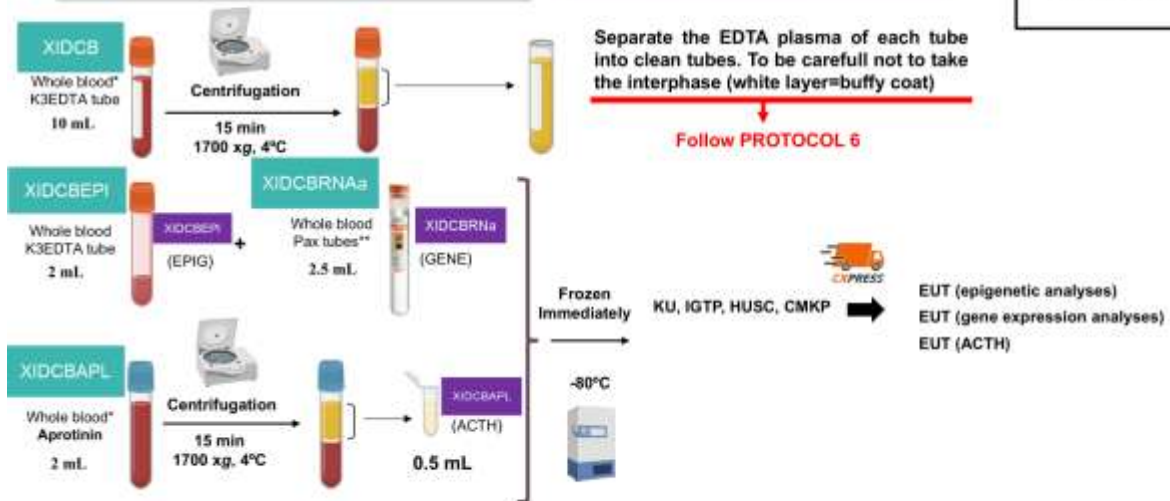 XIDCB
Whole blood*
K3EDTA tube
10 mL
Centrifugation
15 min
1700 xg, 4ºC
Separate the EDTA plasma of each tube
into clean tubes. To be carefull not to take
the interphase (white layer=buffy coat)
Follow PROTOCOL 6
XIDCBEPI
Whole blood
K3EDTA tube
2 mL
XIDCBEPI
(EPIG)
+
XIDCBRNAa
Whole blood
Pax tubes**
2.5 mL
XIDCBRNa
(GENE)
Frozen
Immediately
-80ºC
KU, IGTP, HUSC, CMKP
EXPRESS
EUT (epigenetic analyses)
EUT (gene expression analyses)
EUT (ACTH)
XIDCBAPL
Whole blood*
Aprotinin
2 mL
Centrifugation
15 min
1700 xg, 4ºC
XIDCBAPL
(ACTH)
0.5 mL